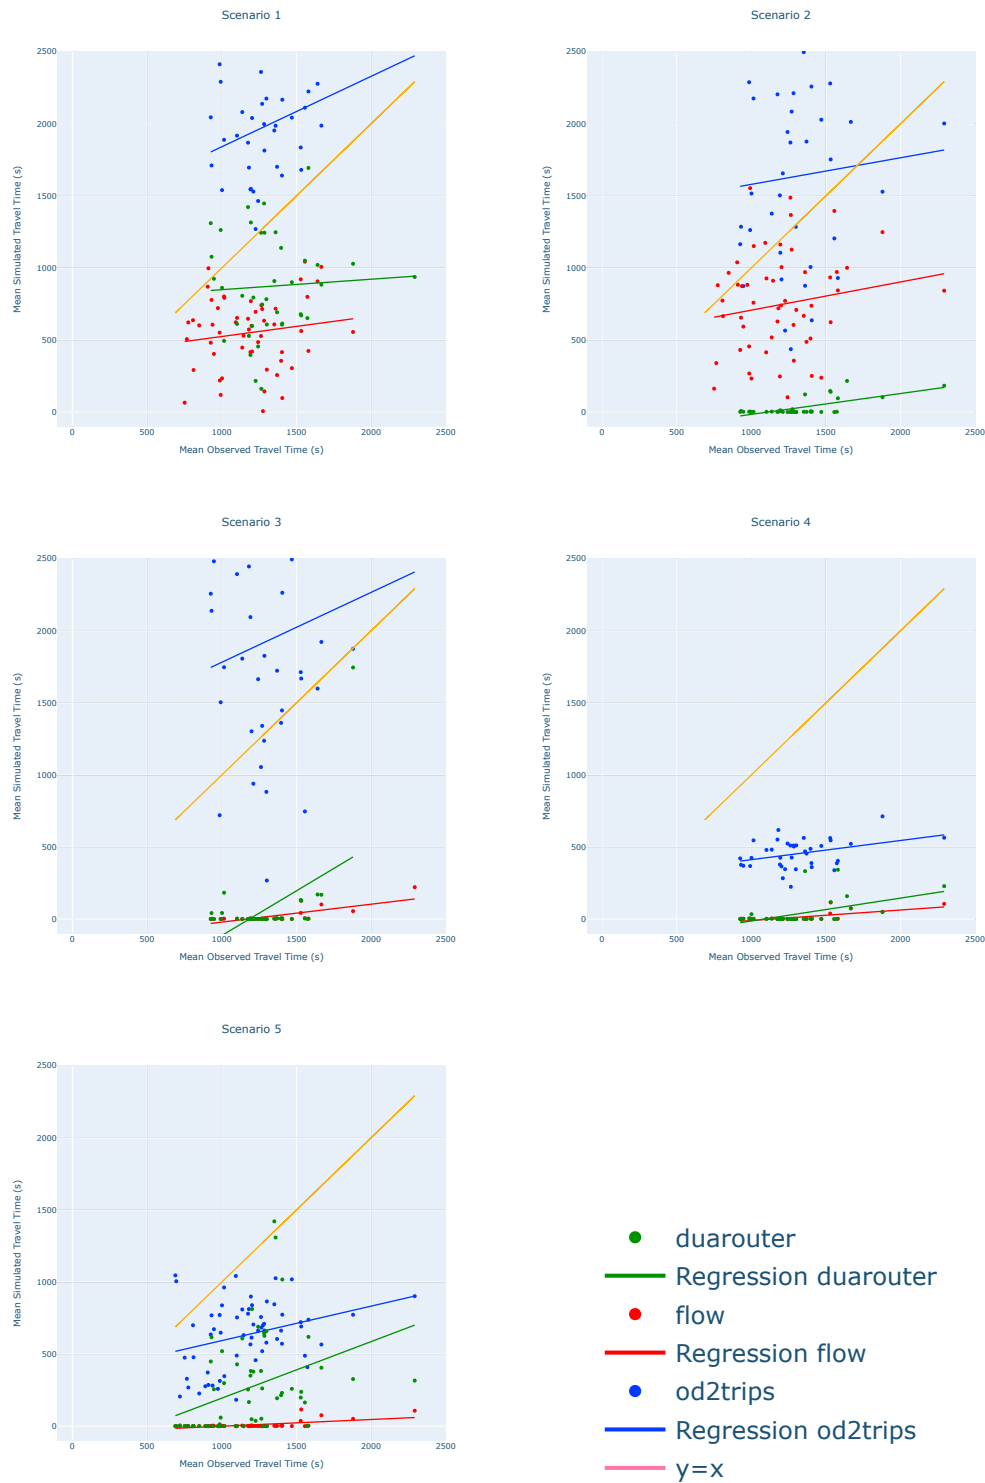 Scenario 1
Scenario 2
2500
2000
1500
1000
500
0
Mean Simulated Travel Time (s)
0
500
1000
1500
2000
2500
Mean Observed Travel Time (s)
2500
2000
1500
1000
500
0
Mean Simulated Travel Time (s)
0
500
1000
1500
2000
2500
Mean Observed Travel Time (s)
Scenario 3
Scenario 4
2500
2000
1500
1000
500
0
Mean Simulated Travel Time (s)
0
500
1000
1500
2000
2500
Mean Observed Travel Time (s)
2500
2000
1500
1000
500
0
Mean Simulated Travel Time (s)
0
500
1000
1500
2000
2500
Mean Observed Travel Time (s)
Scenario 5
2500
2000
1500
1000
500
0
Mean Simulated Travel Time (s)
0
500
1000
1500
2000
2500
Mean Observed Travel Time (s)
duarouter
Regression duarouter
flow
Regression flow
od2trips
Regression od2trips
y=x